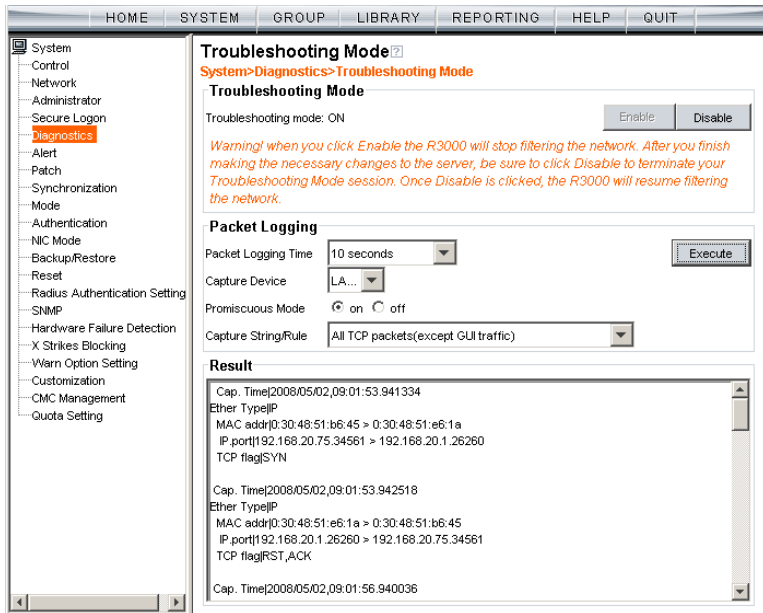 HOME SYSTEM GROUP LIBRARY REPORTING HELP QUIT
System
Control
Network
Administrator
Secure Logon
Diagnostics
Alert
Patch
Synchronization
Mode
Authentication
NIC Mode
Backup/Restore
Reset
Radius Authentication Setting
SNMP
Hardware Failure Detection
X Strikes Blocking
Warn Option Setting
Customization
CMC Management
Quota Setting
Troubleshooting Mode ?
System>Diagnostics>Troubleshooting Mode
Troubleshooting Mode
Troubleshooting mode: ON Enable Disable
Warning! when you click Enable the R3000 will stop filtering the network. After you finish
making the necessary changes to the server, be sure to click Disable to terminate your
Troubleshooting Mode session. Once Disable is clicked, the R3000 will resume filtering
the network.
Packet Logging
Packet Logging Time 10 seconds Execute
Capture Device LA...
Promiscuous Mode on off
Capture String/Rule All TCP packets(except GUI traffic)
Result
Cap. Time|2008/05/02,09:01:53.941334
Ether Type|IP
MAC addr|0:30:48:51:b6:45 > 0:30:48:51:e6:1a
IP.port|192.168.20.75.34561 > 192.168.20.1.26260
TCP flag|SYN
Cap. Time|2008/05/02,09:01:53.942518
Ether Type|IP
MAC addr|0:30:48:51:e6:1a > 0:30:48:51:b6:45
IP.port|192.168.20.1.26260 > 192.168.20.75.34561
TCP flag|RST,ACK
Cap. Time|2008/05/02,09:01:56.940036